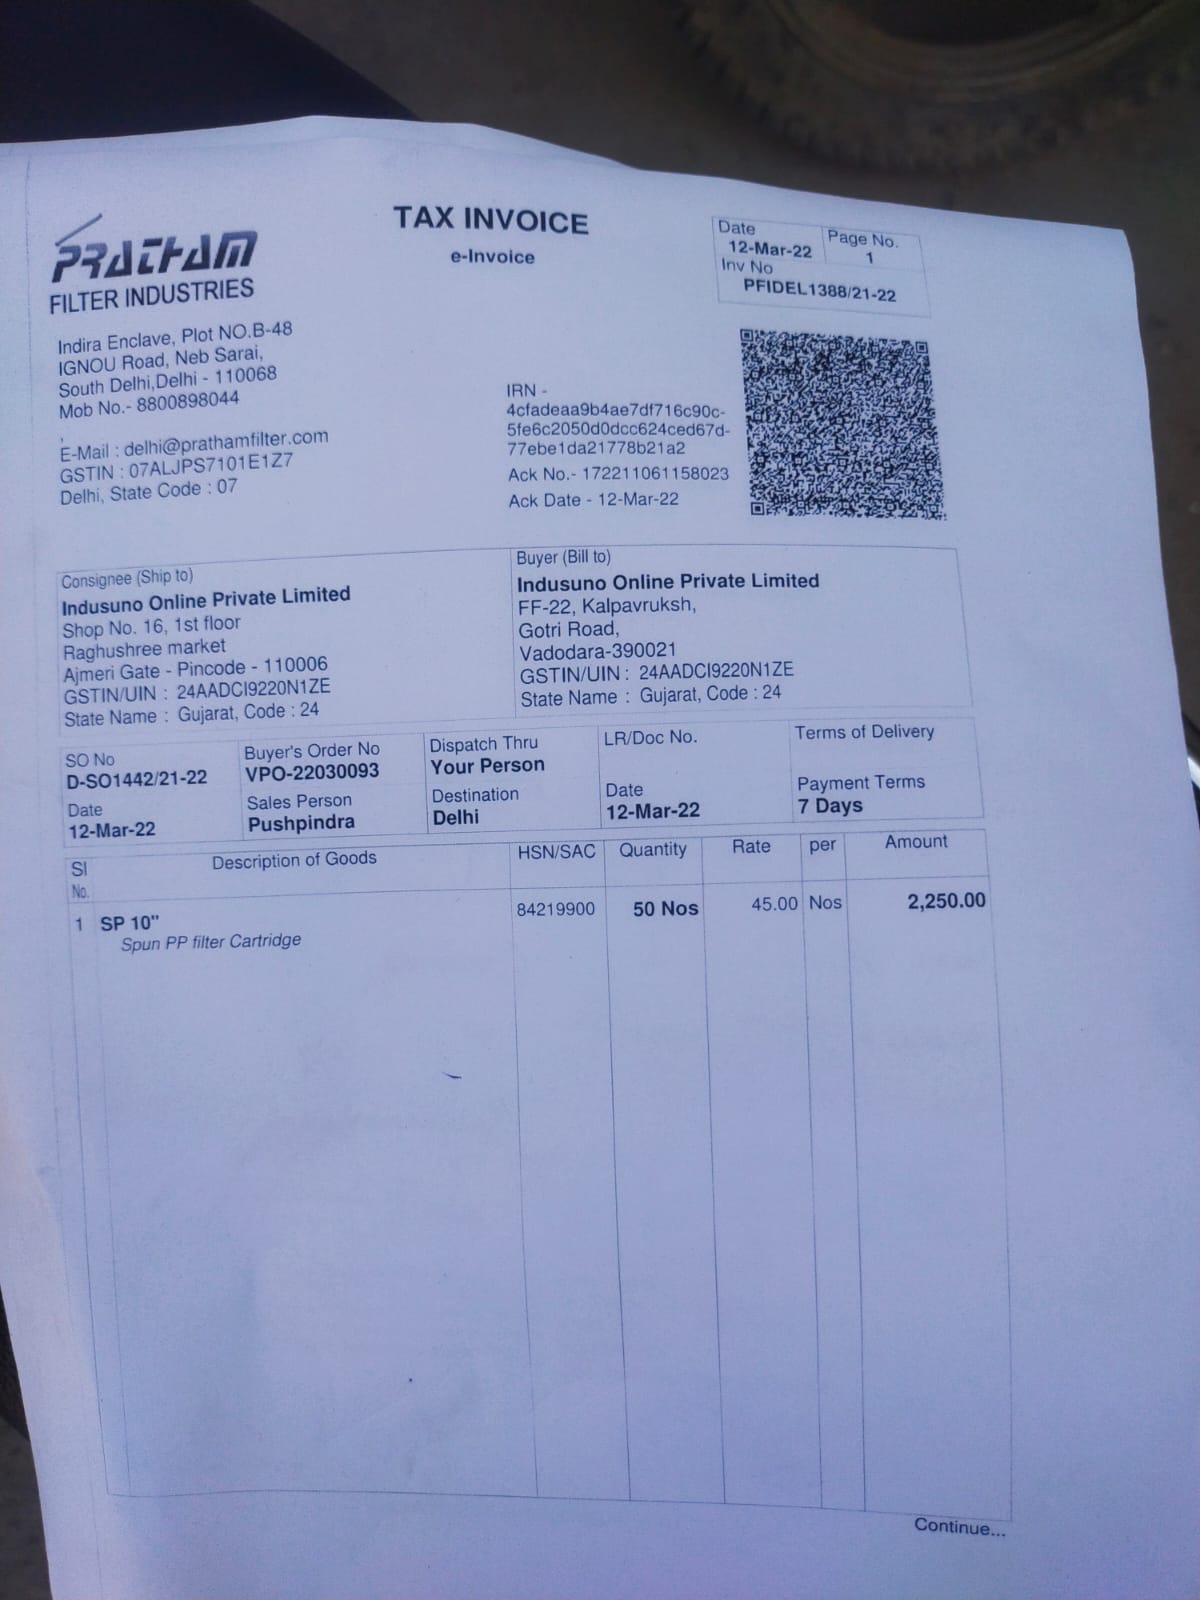 PRATHAM
FILTER INDUSTRIES
TAX INVOICE
e-Invoice
Date
12-Mar-22
Page No.
1
Inv No
PFIDEL1388/21-22
Indira Enclave, Plot NO.B-48
IGNOU Road, Neb Sarai,
South Delhi,Delhi - 110068
Mob No.- 8800898044
,
E-Mail : delhi@prathamfilter.com
GSTIN : 07ALJPS7101E1Z7
Delhi, State Code : 07
IRN -
4cfadeaa9b4ae7df716c90c-
5fe6c2050d0dcc624ced67d-
77ebe1da21778b21a2
Ack No.- 172211061158023
Ack Date - 12-Mar-22
Consignee (Ship to)
Indusuno Online Private Limited
Shop No. 16, 1st floor
Raghushree market
Ajmeri Gate - Pincode - 110006
GSTIN/UIN : 24AADCI9220N1ZE
State Name : Gujarat, Code : 24
Buyer (Bill to)
Indusuno Online Private Limited
FF-22, Kalpavruksh,
Gotri Road,
Vadodara-390021
GSTIN/UIN : 24AADCI9220N1ZE
State Name : Gujarat, Code : 24
SO No
D-SO1442/21-22
Date
12-Mar-22
Buyer's Order No
VPO-22030093
Sales Person
Pushpindra
Dispatch Thru
Your Person
Destination
Delhi
LR/Doc No.
Date
12-Mar-22
Terms of Delivery
Payment Terms
7 Days
Sl No. Description of Goods HSN/SAC Quantity Rate per Amount
1 SP 10" 84219900 50 Nos 45.00 Nos 2,250.00
Spun PP filter Cartridge
Continue...